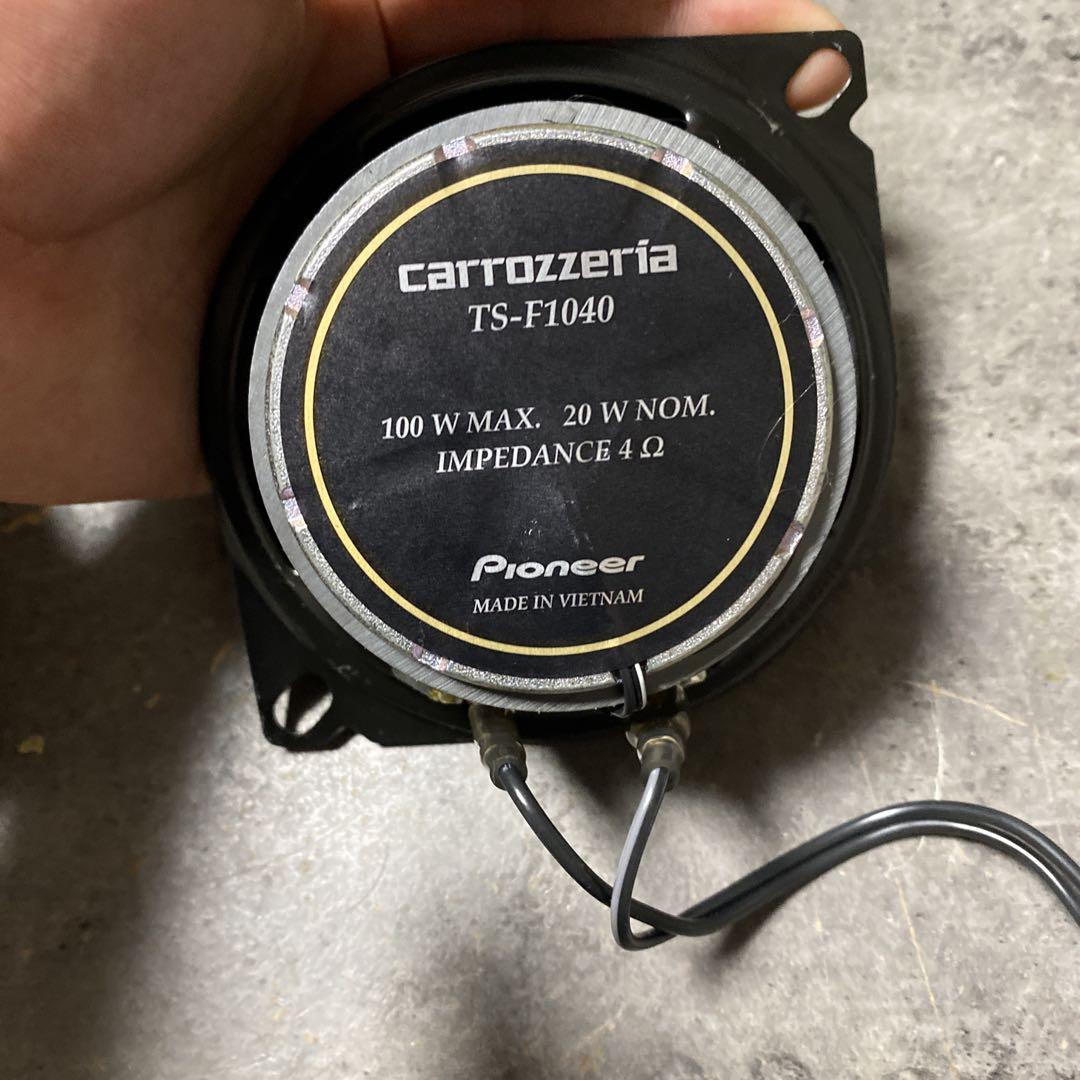 carrozzeria
TS-F1040
100 W MAX. 20 W NOM.
IMPEDANCE 4 Ω
Pioneer
MADE IN VIETNAM